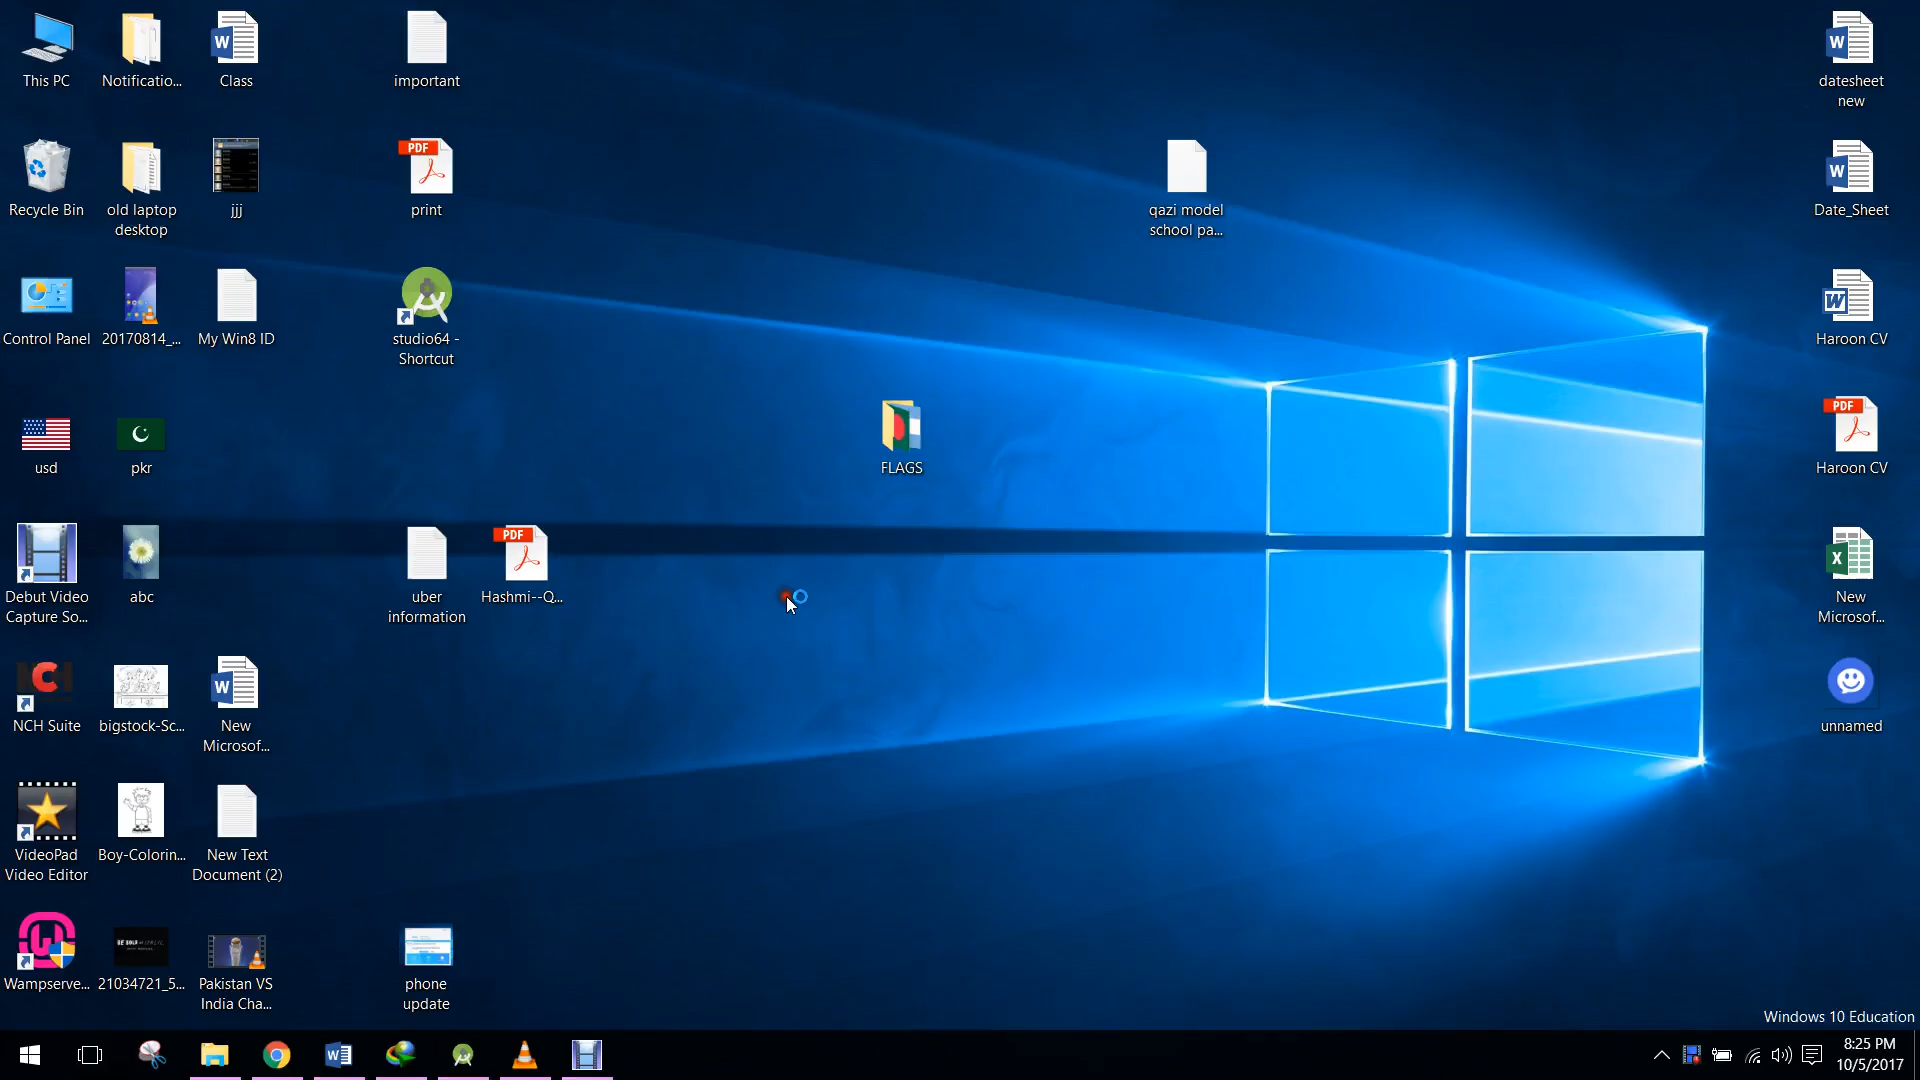 This PC
Notificatio...
Class
important
datesheet
new
Recycle Bin
old laptop
desktop
jjj
PDF
print
qazi model
school pa...
Date_Sheet
Control Panel
20170814_...
My Win8 ID
studio64 -
Shortcut
Haroon CV
usd
pkr
FLAGS
PDF
Haroon CV
Debut Video
Capture So...
abc
uber
information
PDF
Hashmi--Q...
New
Microsof...
NCH Suite
bigstock-Sc...
New
Microsof...
unnamed
VideoPad
Video Editor
Boy-Colorin...
New Text
Document (2)
Wampserve...
21034721_5...
Pakistan VS
India Cha...
phone
update
Windows 10 Education
8:25 PM
10/5/2017